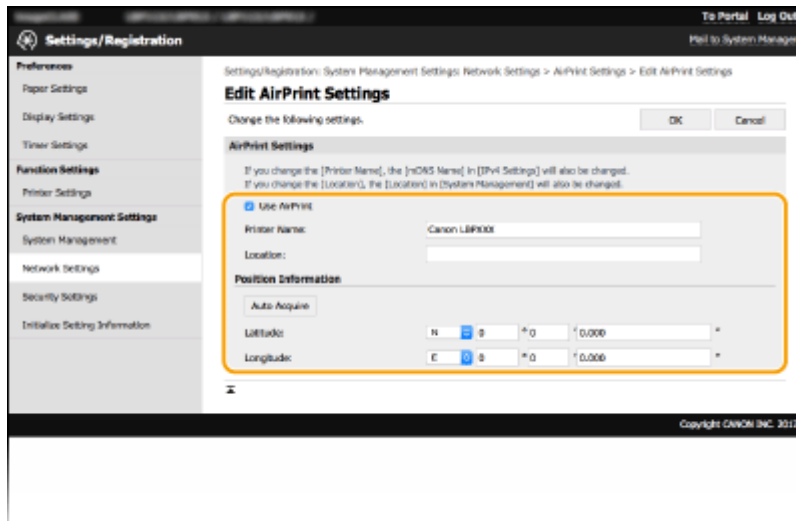 To Portal Log Out
Settings/Registration
Mail to System Manager
Preferences
Paper Settings
Display Settings
Timer Settings
Function Settings
Printer Settings
System Management Settings
System Management
Network Settings
Security Settings
Initialize Setting Information
Settings/Registration: System Management Settings: Network Settings > AirPrint Settings > Edit AirPrint Settings
Edit AirPrint Settings
Change the following settings.
OK
Cancel
AirPrint Settings
If you change the [Printer Name], the [mDNS Name] in [IPv4 Settings] will also be changed.
If you change the [Location], the [Location] in [System Management] will also be changed.
Use AirPrint
Printer Name: Canon LBPXXX
Location:
Position Information
Auto Acquire
Latitude: N 0 ° 0 ' 0.000 "
Longitude: E 0 ° 0 ' 0.000 "
Copyright CANON INC. 2017